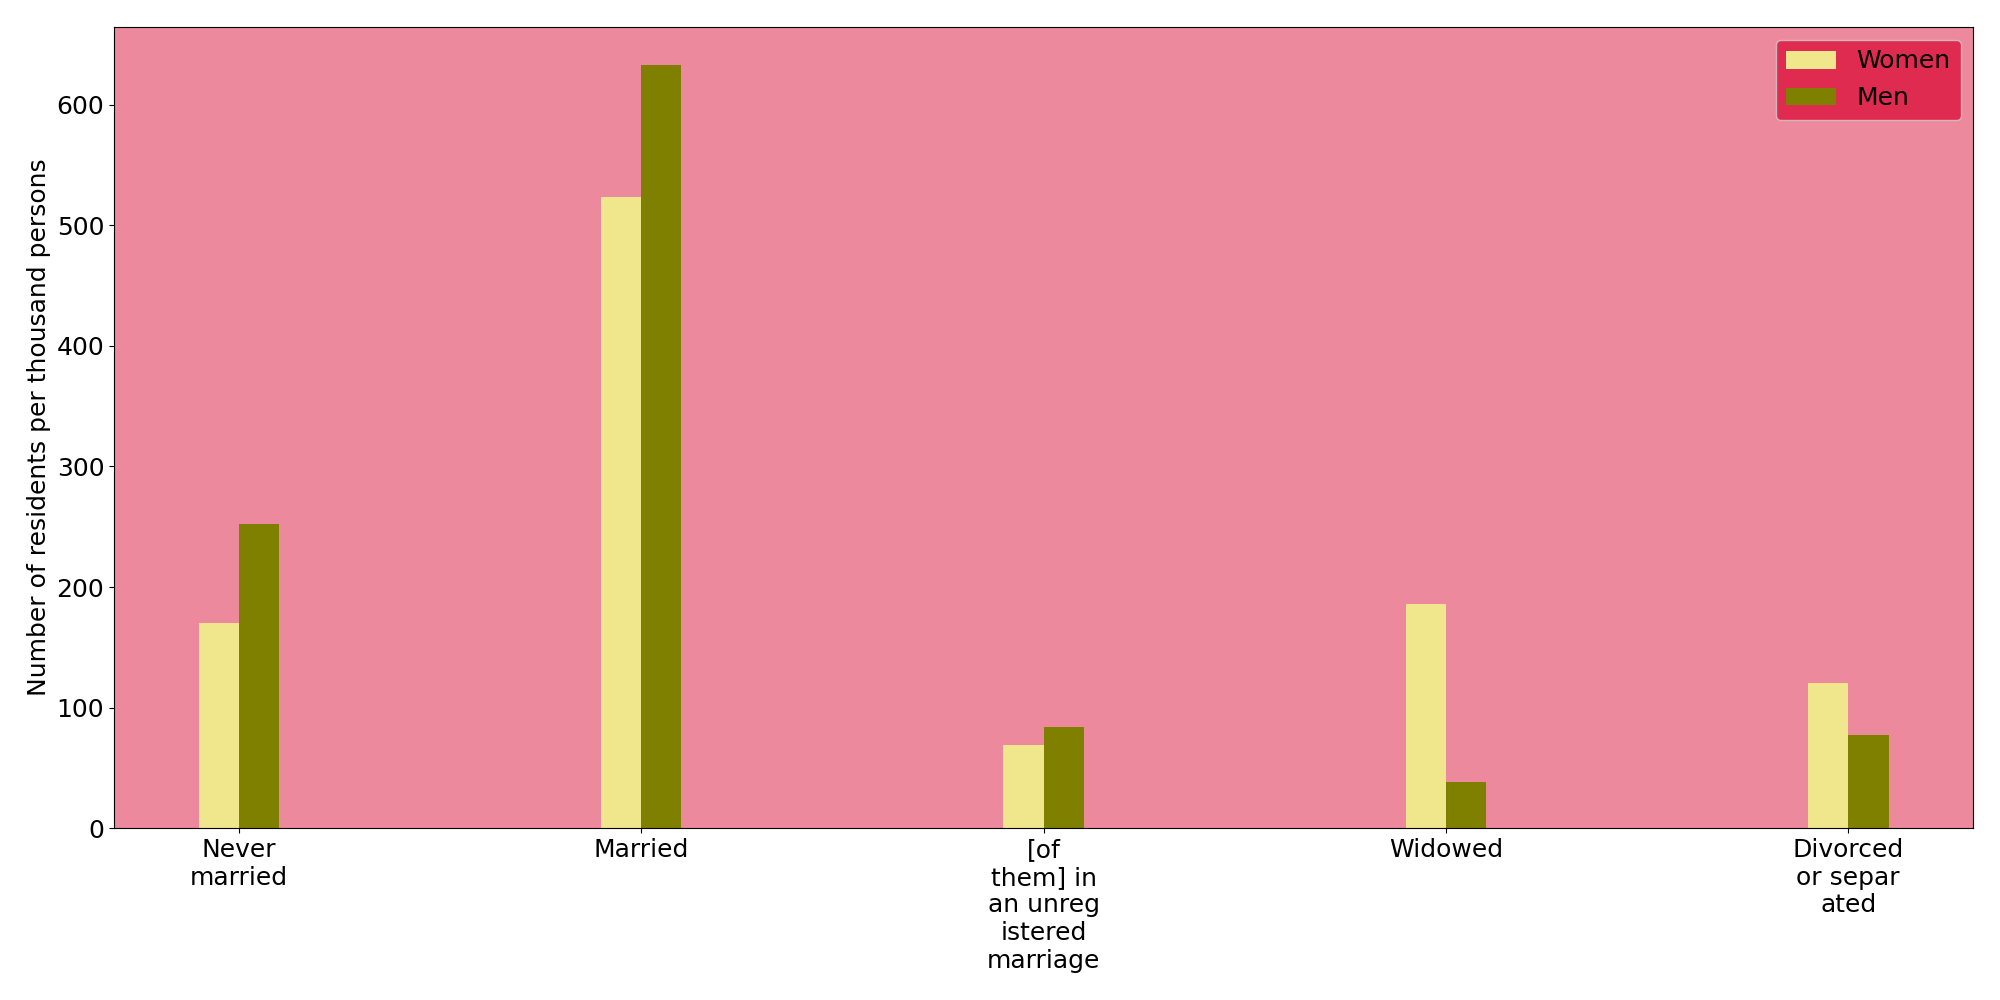 Women
Men
Number of residents per thousand persons
600
500
400
300
200
100
0
Never
married
Married
[of
them] in
an unreg
istered
marriage
Widowed
Divorced
or separ
ated